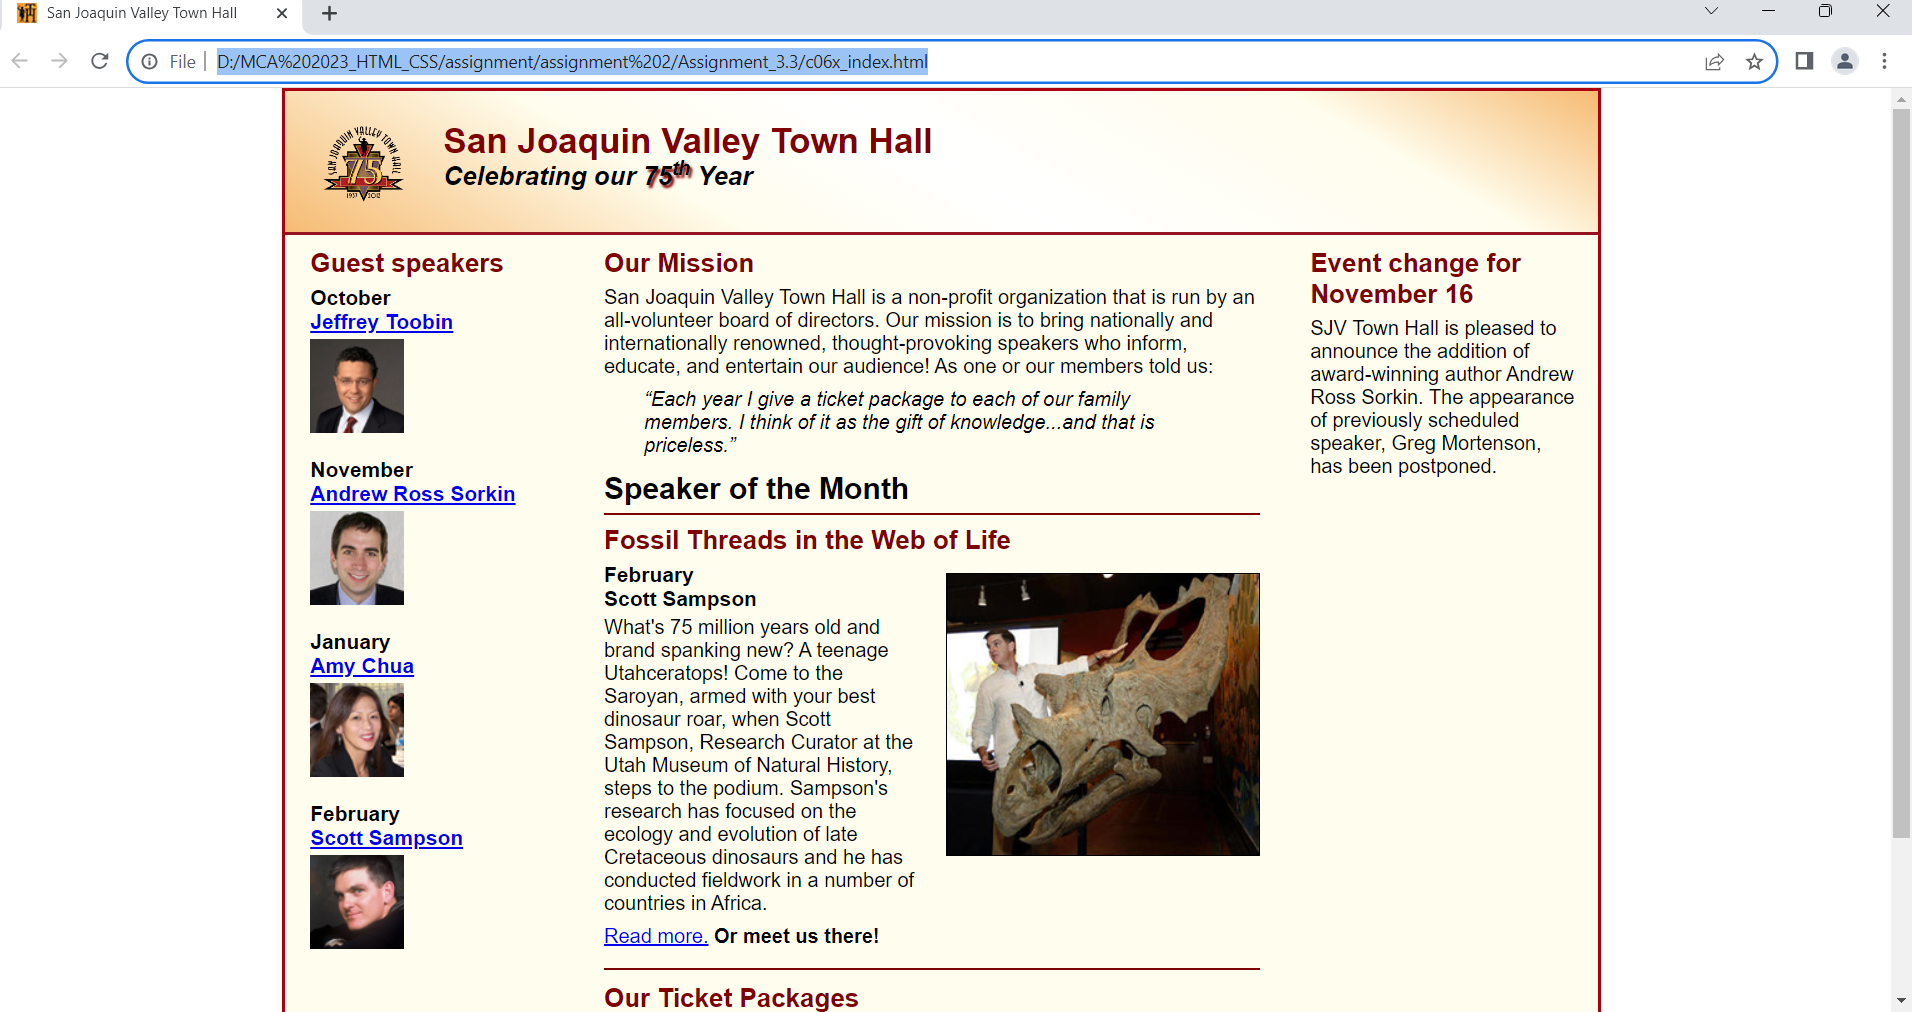 San Joaquin Valley Town Hall
File
D:/MCA%202023_HTML_CSS/assignment/assignment%202/Assignment_3.3/c06x_index.html
SAN JOAQUIN VALLEY TOWN HALL
75
1937 2012
San Joaquin Valley Town Hall
Celebrating our 75th Year
Guest speakers
October
Jeffrey Toobin
November
Andrew Ross Sorkin
January
Amy Chua
February
Scott Sampson
Our Mission
San Joaquin Valley Town Hall is a non-profit organization that is run by an
all-volunteer board of directors. Our mission is to bring nationally and
internationally renowned, thought-provoking speakers who inform,
educate, and entertain our audience! As one or our members told us:
“Each year I give a ticket package to each of our family
members. I think of it as the gift of knowledge...and that is
priceless.”
Speaker of the Month
Fossil Threads in the Web of Life
February
Scott Sampson
What's 75 million years old and
brand spanking new? A teenage
Utahceratops! Come to the
Saroyan, armed with your best
dinosaur roar, when Scott
Sampson, Research Curator at the
Utah Museum of Natural History,
steps to the podium. Sampson's
research has focused on the
ecology and evolution of late
Cretaceous dinosaurs and he has
conducted fieldwork in a number of
countries in Africa.
Read more. Or meet us there!
Our Ticket Packages
Event change for
November 16
SJV Town Hall is pleased to
announce the addition of
award-winning author Andrew
Ross Sorkin. The appearance
of previously scheduled
speaker, Greg Mortenson,
has been postponed.